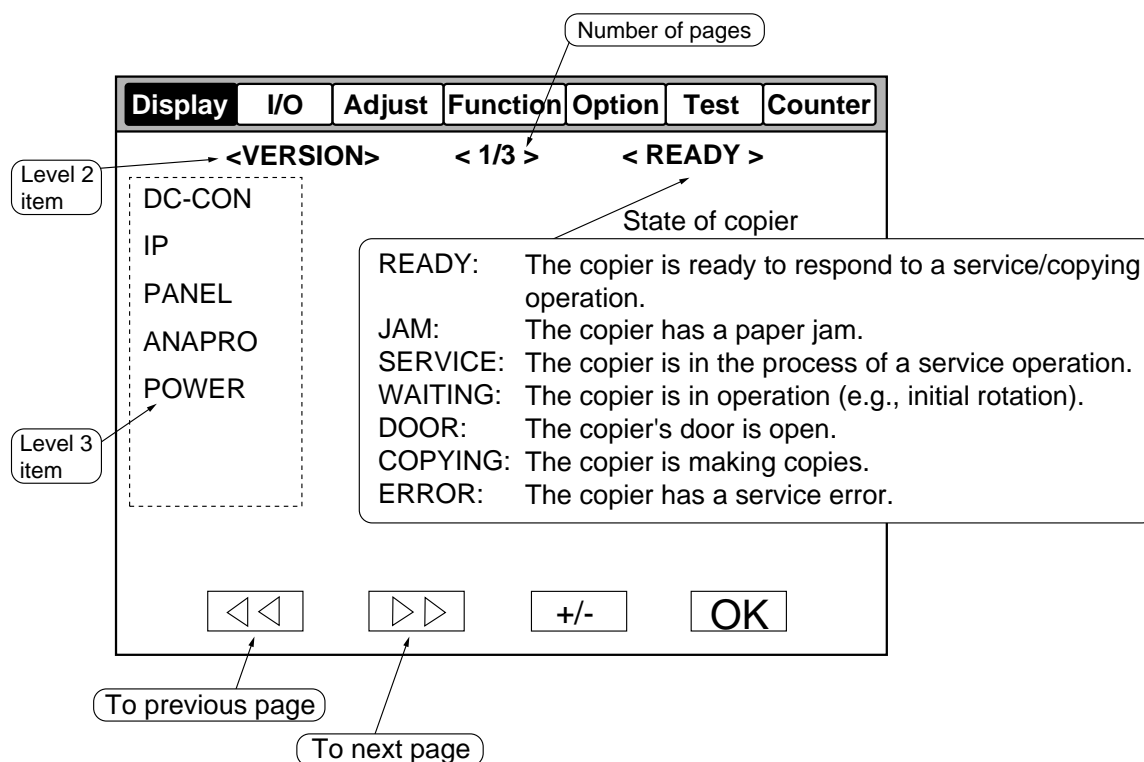 Number of pages
Display I/O Adjust Function Option Test Counter
<VERSION> < 1/3 > < READY >
Level 2
item
DC-CON
IP
PANEL
ANAPRO
POWER
Level 3
item
State of copier
READY: The copier is ready to respond to a service/copying
operation.
JAM: The copier has a paper jam.
SERVICE: The copier is in the process of a service operation.
WAITING: The copier is in operation (e.g., initial rotation).
DOOR: The copier's door is open.
COPYING: The copier is making copies.
ERROR: The copier has a service error.
+/- OK
To previous page
To next page